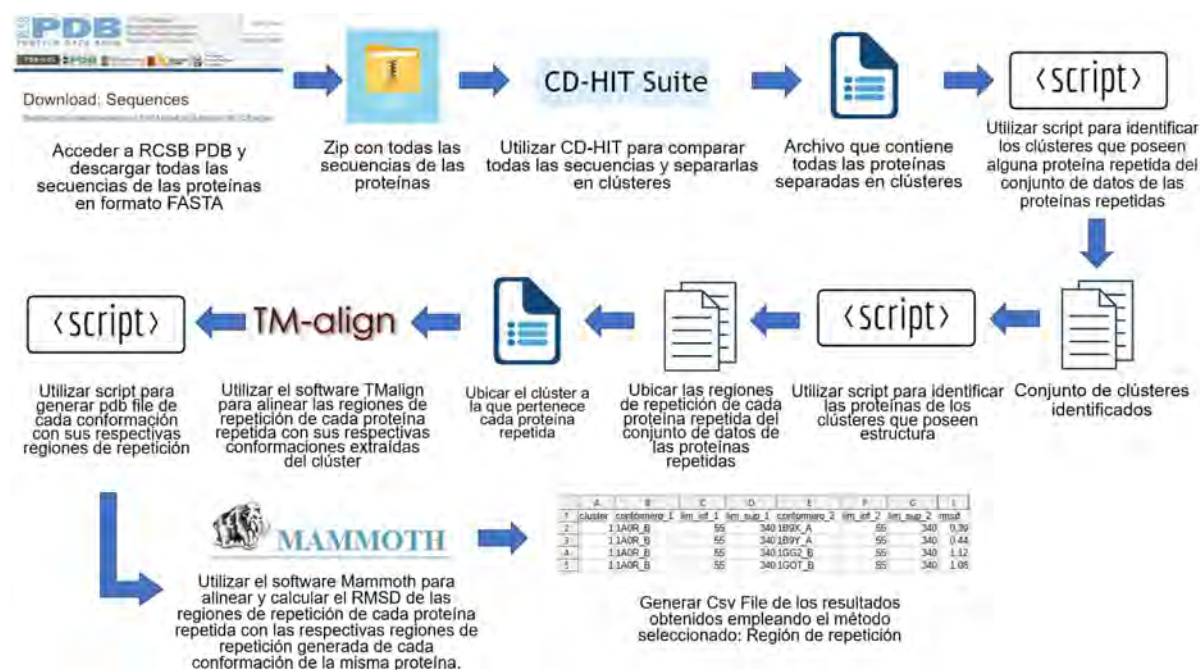 PDB
PROTEIN DATA BANK
PDB
Download: Sequences
Acceder a RCSB PDB y
descargar todas las
secuencias de las proteínas
en formato FASTA
Zip con todas las
secuencias de las
proteínas
CD-HIT Suite
Utilizar CD-HIT para comparar
todas las secuencias y separarlas
en clústeres
Archivo que contiene
todas las proteínas
separadas en clústeres
<script>
Utilizar script para identificar
los clústeres que poseen
alguna proteína repetida del
conjunto de datos de las
proteínas repetidas
<script>
Utilizar script para
generar pdb file de
cada conformación
con sus respectivas
regiones de repetición
TM-align
Utilizar el software TMalign
para alinear las regiones de
repetición de cada proteína
repetida con sus respectivas
conformaciones extraídas
del clúster
Ubicar el clúster a
la que pertenece
cada proteína
repetida
Ubicar las regiones
de repetición de cada
proteína repetida del
conjunto de datos de
las proteínas
repetidas
<script>
Utilizar script para identificar
las proteínas de los
clústeres que poseen
estructura
Conjunto de clústeres
identificados
MAMMOTH
Utilizar el software Mammoth para
alinear y calcular el RMSD de las
regiones de repetición de cada proteína
repetida con las respectivas regiones de
repetición generada de cada
conformación de la misma proteína.
A B C D E F G I
1 cluster conformero_1 lim_inf_1 lim_sup_1 conformero_2 lim_inf_2 lim_sup_2 rmsd
2 1 1A0R_B 55 340 1B9X_A 55 340 0.39
3 1 1A0R_B 55 340 1B9Y_A 55 340 0.44
4 1 1A0R_B 55 340 1GG2_B 55 340 1.12
5 1 1A0R_B 55 340 1GOT_B 55 340 1.08
Generar Csv File de los resultados
obtenidos empleando el método
seleccionado: Región de repetición